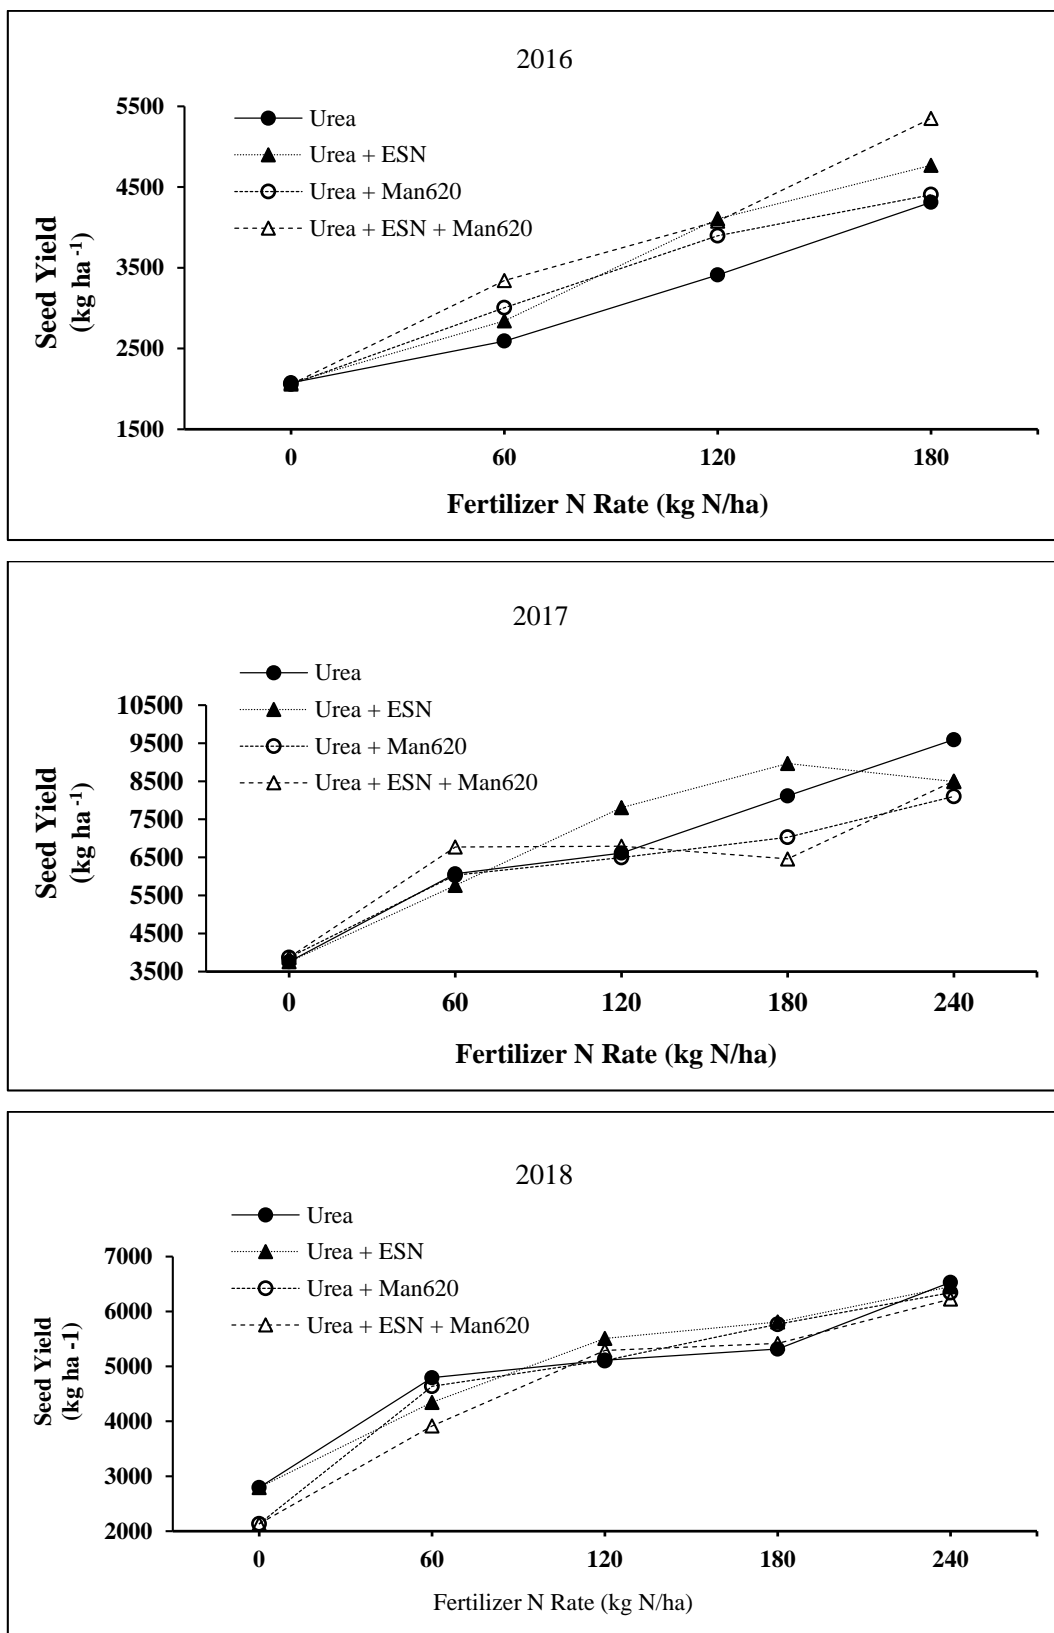 2016
Urea
Urea + ESN
Urea + Man620
Urea + ESN + Man620
5500
4500
3500
2500
1500
Seed Yield
(kg ha -1)
0 60 120 180
Fertilizer N Rate (kg N/ha)
2017
Urea
Urea + ESN
Urea + Man620
Urea + ESN + Man620
10500
9500
8500
7500
6500
5500
4500
3500
Seed Yield
(kg ha -1)
0 60 120 180 240
Fertilizer N Rate (kg N/ha)
2018
Urea
Urea + ESN
Urea + Man620
Urea + ESN + Man620
7000
6000
5000
4000
3000
2000
Seed Yield
(kg ha -1)
0 60 120 180 240
Fertilizer N Rate (kg N/ha)